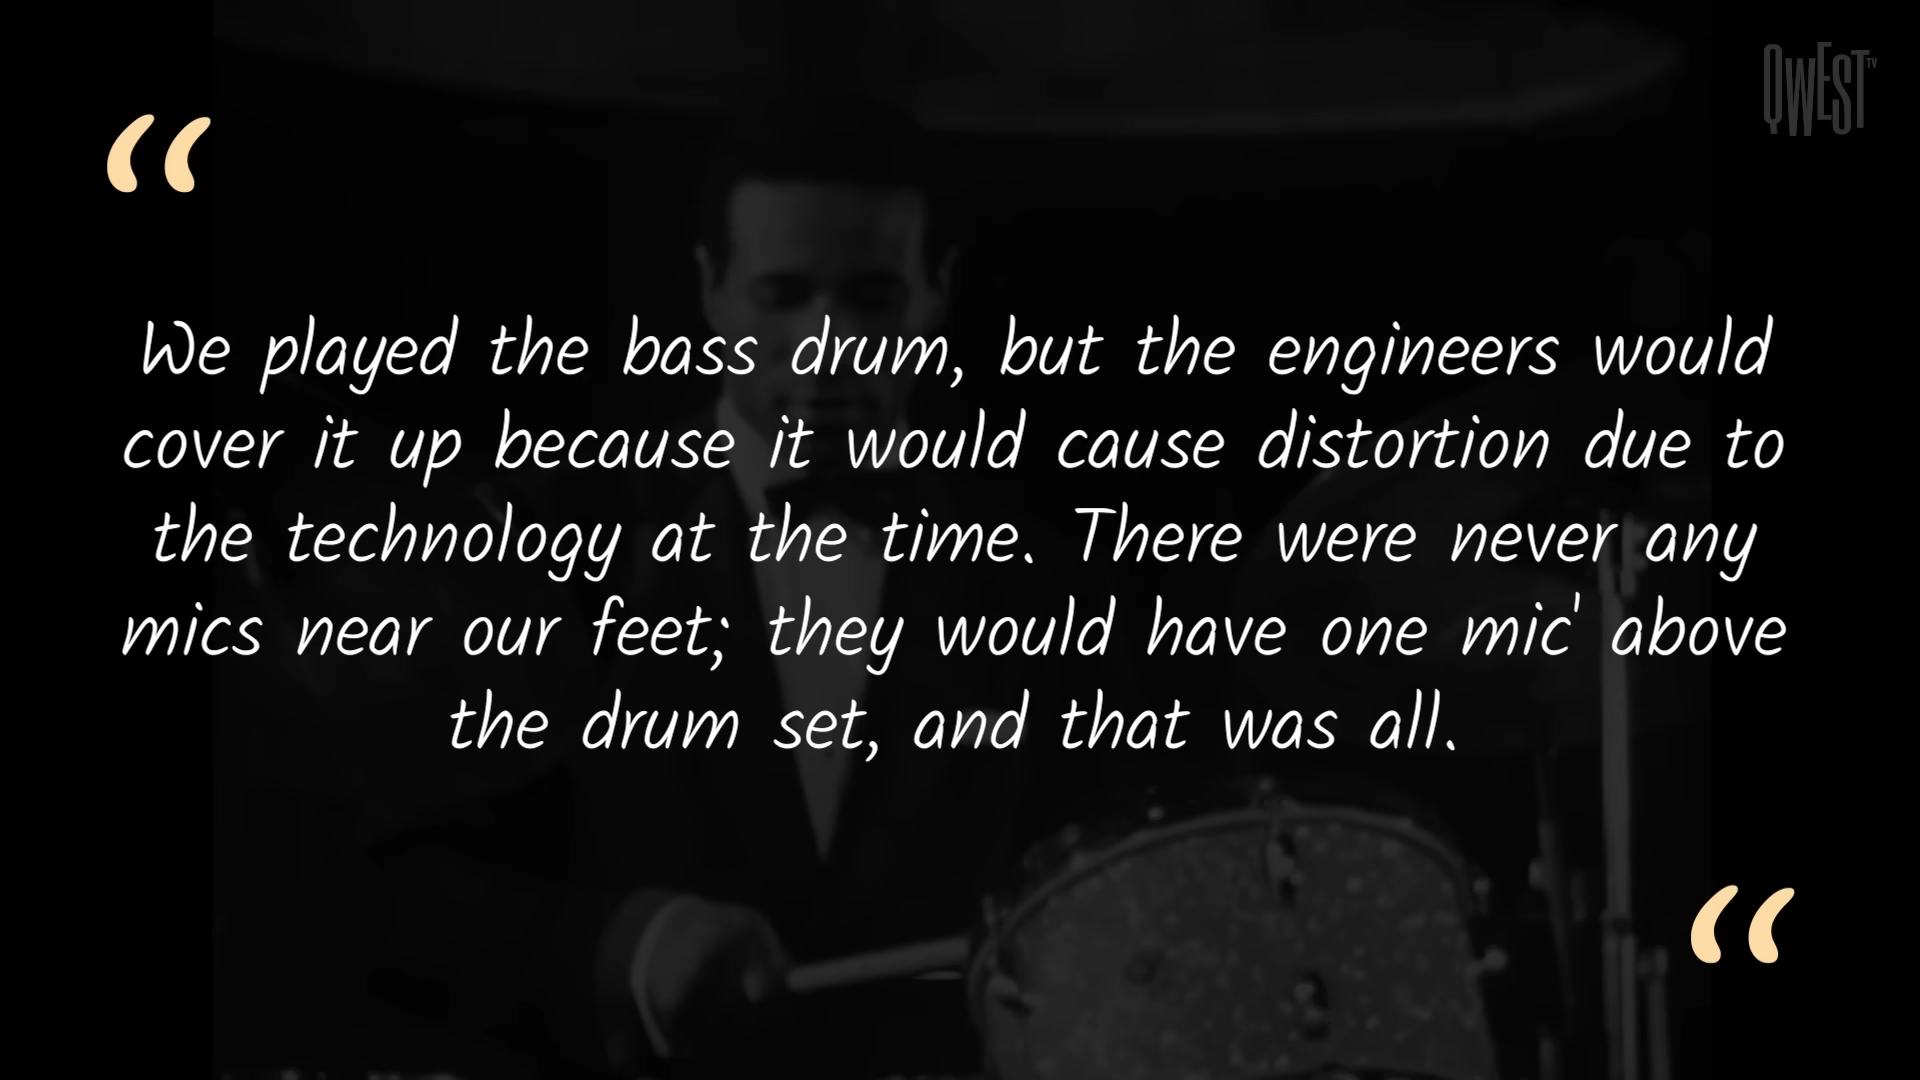 QWEST TV
“
We played the bass drum, but the engineers would
cover it up because it would cause distortion due to
the technology at the time. There were never any
mics near our feet; they would have one mic' above
the drum set, and that was all.
“